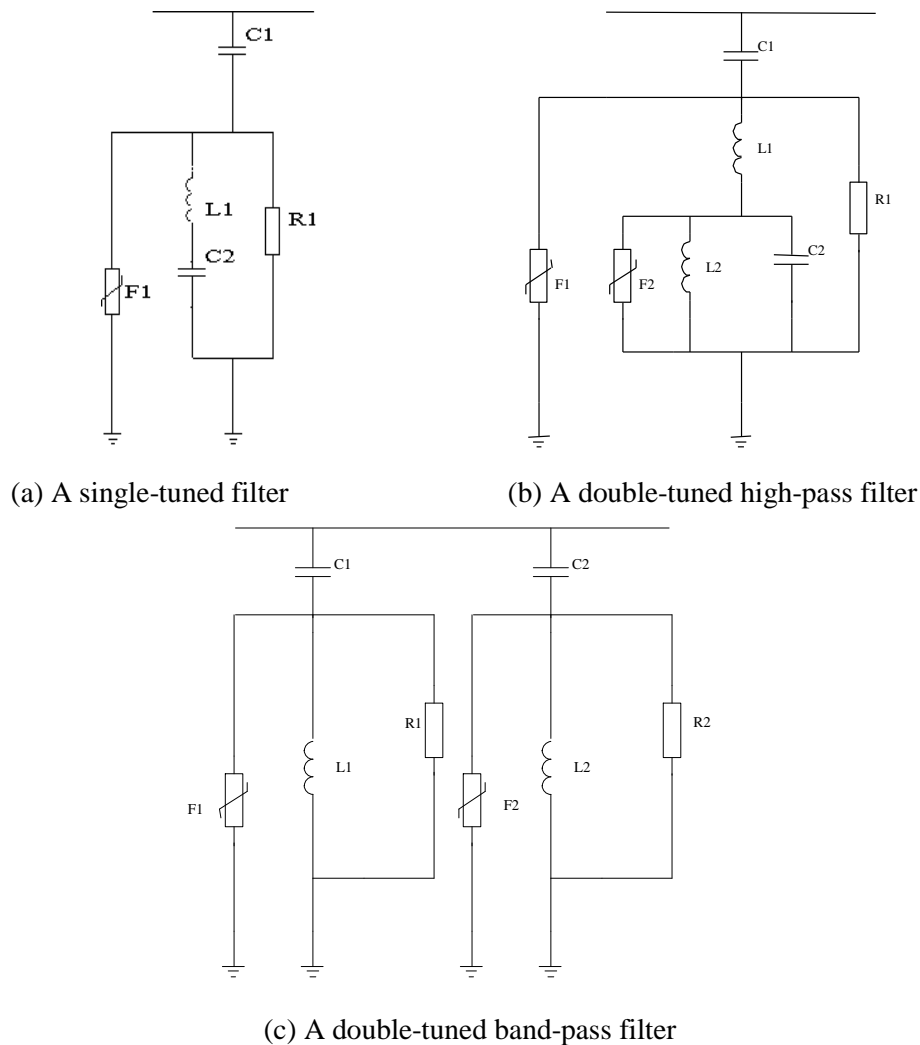 C1
L1
R1
C2
F1
(a) A single-tuned filter
C1
L1
R1
C2
L2
F1
F2
(b) A double-tuned high-pass filter
C1
C2
R1
R2
L1
L2
F1
F2
(c) A double-tuned band-pass filter